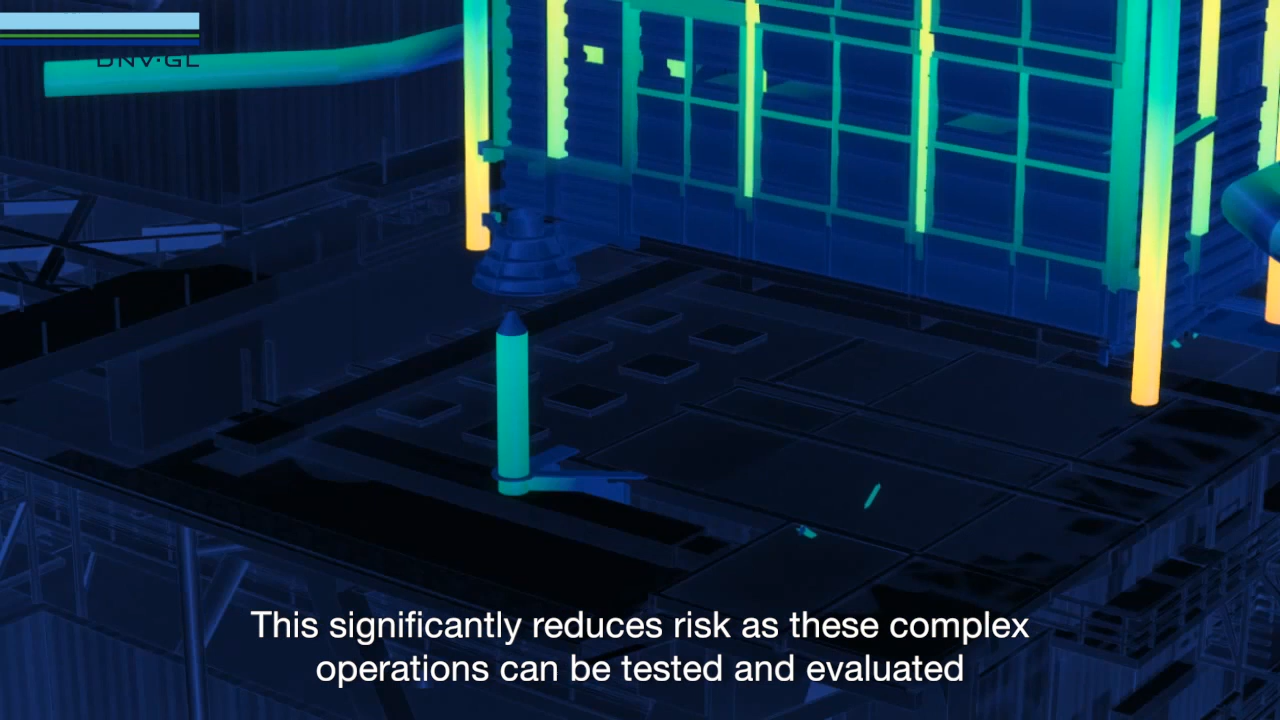 DNV·GL
This significantly reduces risk as these complex
operations can be tested and evaluated